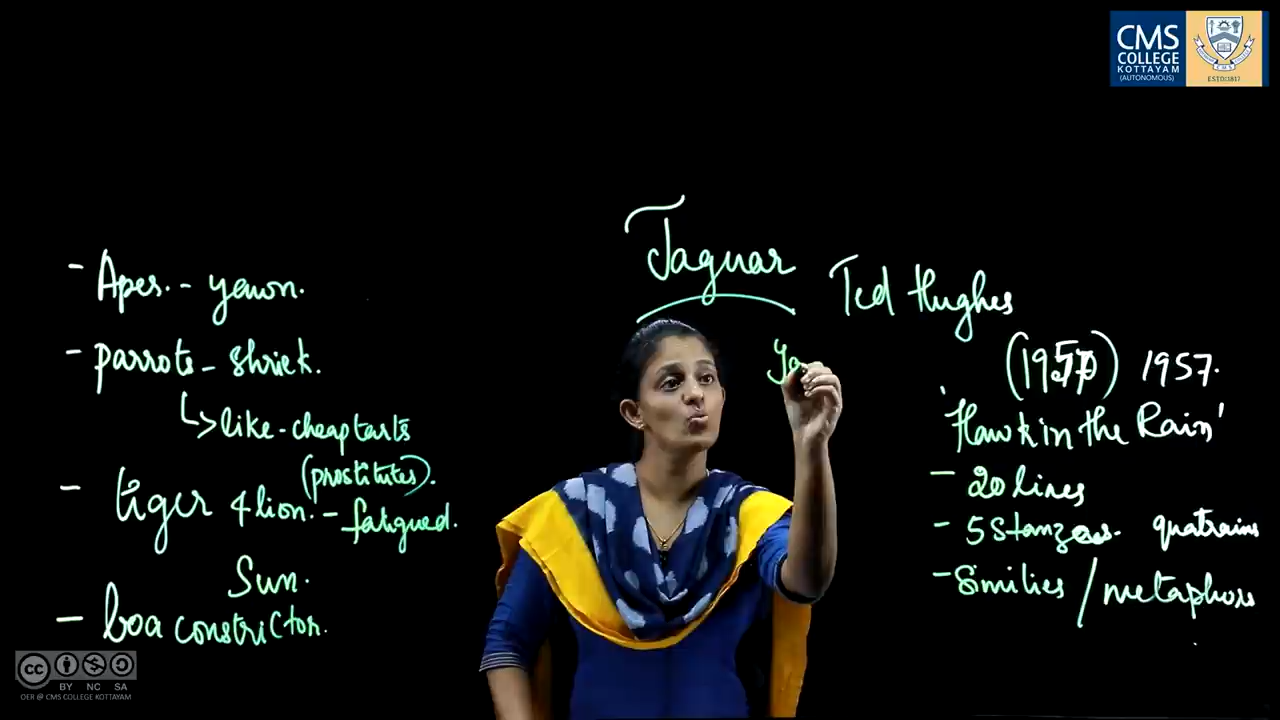 CMS
COLLEGE
KOTTAYAM
(AUTONOMOUS)
ESTD:1817
Jaguar
Ted Hughes
(1957) 1957.
'Hawk in the Rain'
- 20 lines
- 5 Stanzas. quatrains
- Similies / metaphors
- Apes. - yawn.
- parrots - shriek.
↳ like - cheap tarts
(prostitutes).
- tiger & lion. - fatigued.
Sun.
- boa constrictor.
cc BY NC SA
OER @ CMS COLLEGE KOTTAYAM